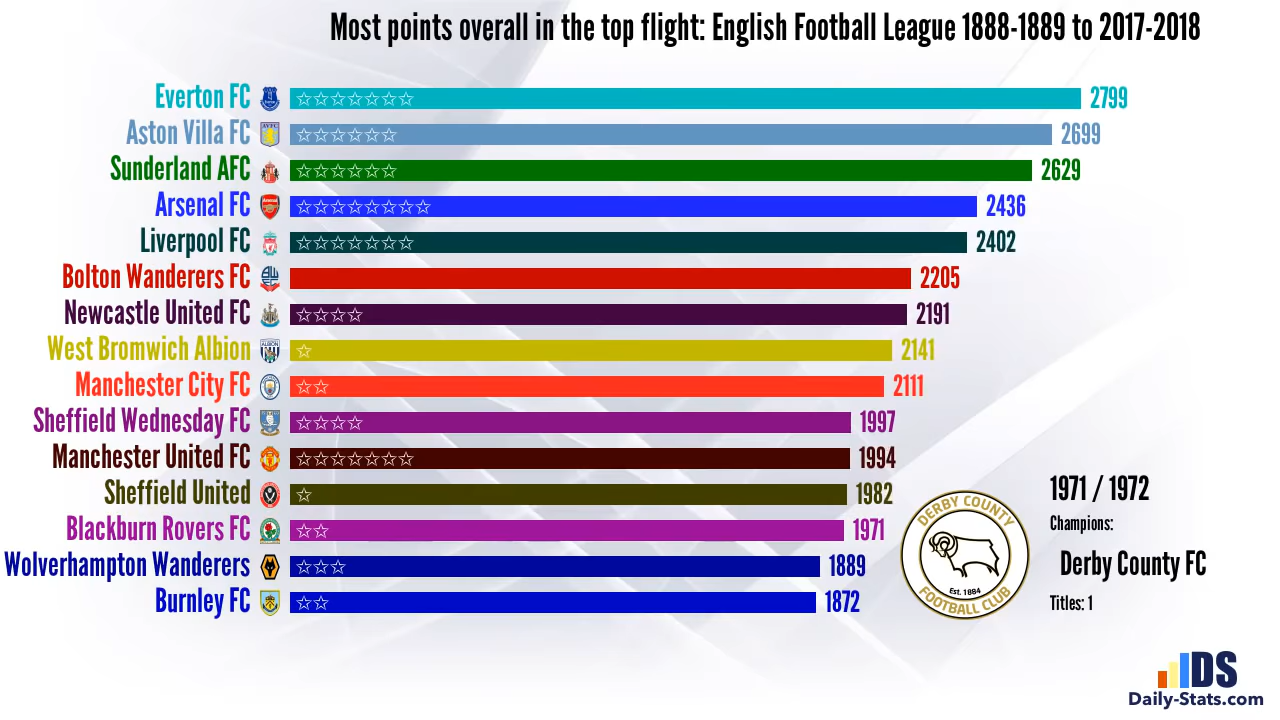 Most points overall in the top flight: English Football League 1888-1889 to 2017-2018
Everton FC 2799
Aston Villa FC 2699
Sunderland AFC 2629
Arsenal FC 2436
Liverpool FC 2402
Bolton Wanderers FC 2205
Newcastle United FC 2191
West Bromwich Albion 2141
Manchester City FC 2111
Sheffield Wednesday FC 1997
Manchester United FC 1994
Sheffield United 1982
Blackburn Rovers FC 1971
Wolverhampton Wanderers 1889
Burnley FC 1872
DERBY COUNTY
Est. 1884
FOOTBALL CLUB
1971 / 1972
Champions:
Derby County FC
Titles: 1
DS
Daily-Stats.com